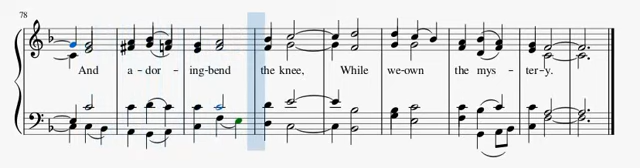 78
And a - dor - ing-bend the knee, While we-own the mys - ter-y.